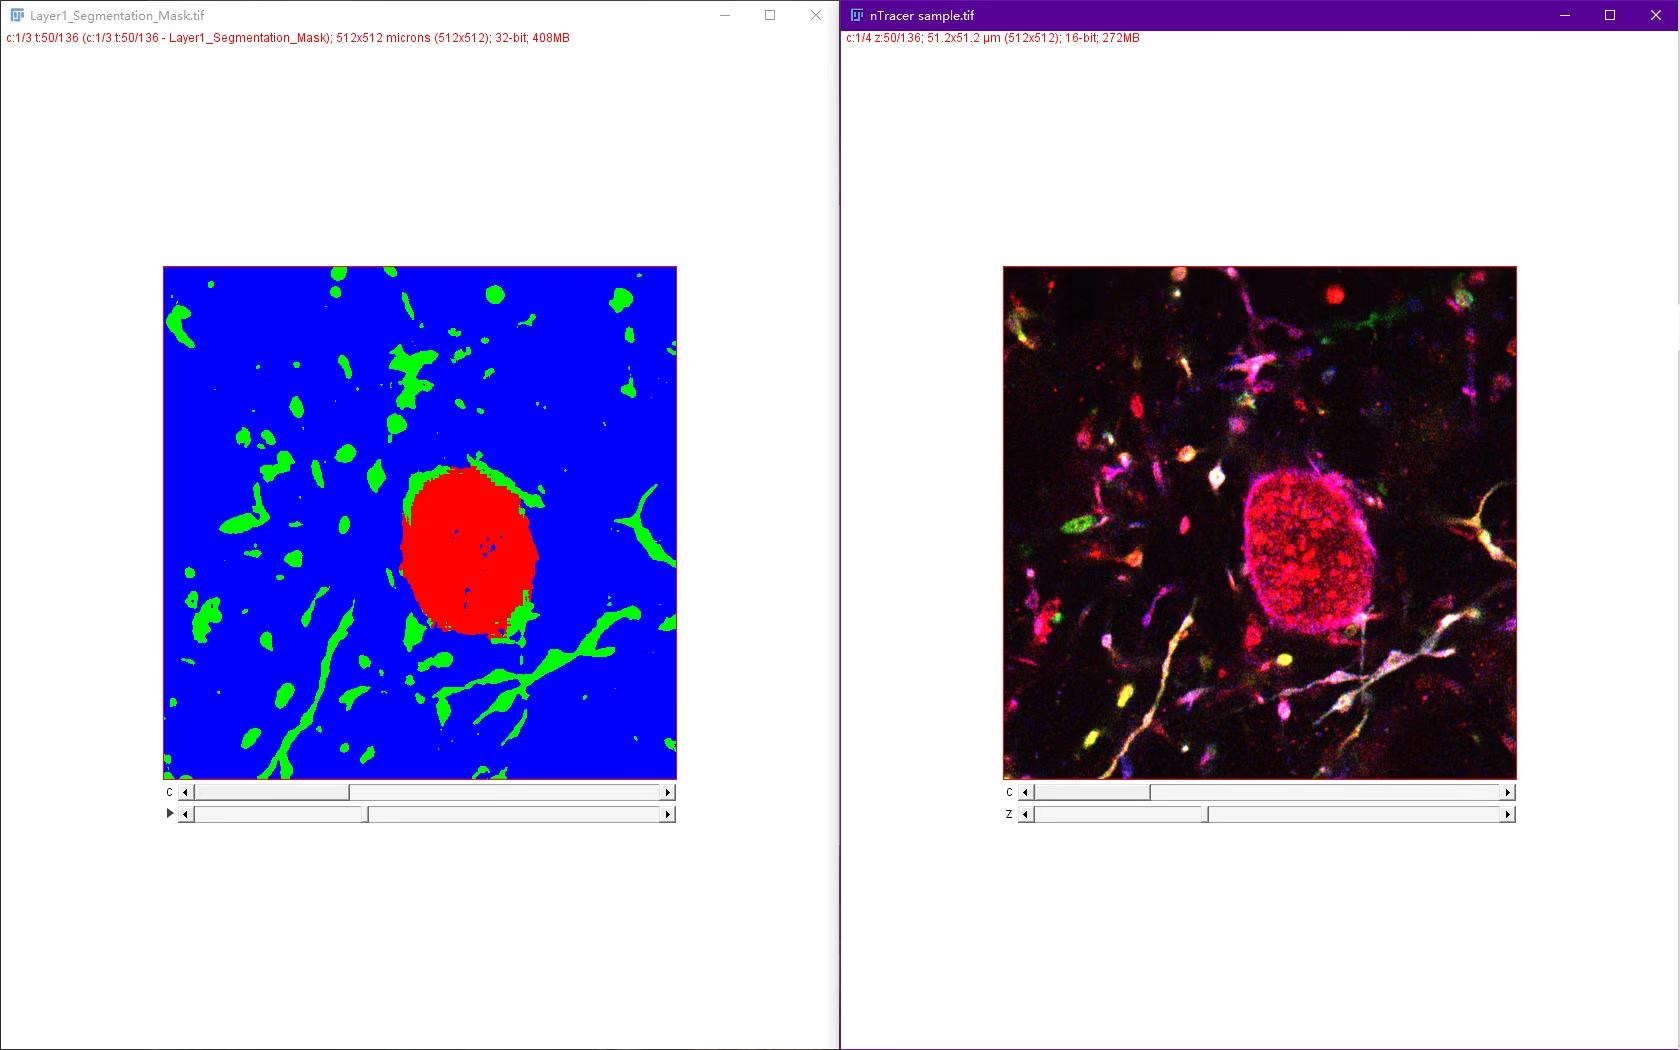 Layer1_Segmentation_Mask.tif
c:1/3 t:50/136 (c:1/3 t:50/136 - Layer1_Segmentation_Mask); 512x512 microns (512x512); 32-bit; 408MB
c
nTracer sample.tif
c:1/4 z:50/136; 51.2x51.2 µm (512x512); 16-bit; 272MB
c
z